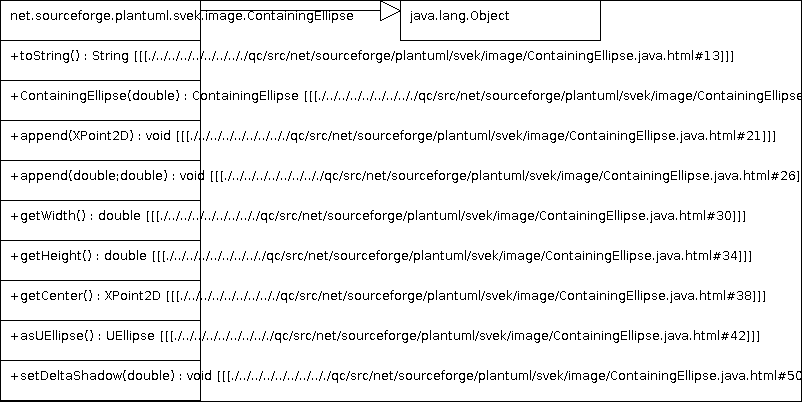 net.sourceforge.plantuml.svek.image.ContainingEllipse
java.lang.Object
+toString() : String [[[./../../../../../../../../qc/src/net/sourceforge/plantuml/svek/image/ContainingEllipse.java.html#13]]]
+ContainingEllipse(double) : ContainingEllipse [[[./../../../../../../../../qc/src/net/sourceforge/plantuml/svek/image/ContainingEllipse
+append(XPoint2D) : void [[[./../../../../../../../../qc/src/net/sourceforge/plantuml/svek/image/ContainingEllipse.java.html#21]]]
+append(double;double) : void [[[./../../../../../../../../qc/src/net/sourceforge/plantuml/svek/image/ContainingEllipse.java.html#26]
+getWidth() : double [[[./../../../../../../../../qc/src/net/sourceforge/plantuml/svek/image/ContainingEllipse.java.html#30]]]
+getHeight() : double [[[./../../../../../../../../qc/src/net/sourceforge/plantuml/svek/image/ContainingEllipse.java.html#34]]]
+getCenter() : XPoint2D [[[./../../../../../../../../qc/src/net/sourceforge/plantuml/svek/image/ContainingEllipse.java.html#38]]]
+asUEllipse() : UEllipse [[[./../../../../../../../../qc/src/net/sourceforge/plantuml/svek/image/ContainingEllipse.java.html#42]]]
+setDeltaShadow(double) : void [[[./../../../../../../../../qc/src/net/sourceforge/plantuml/svek/image/ContainingEllipse.java.html#50